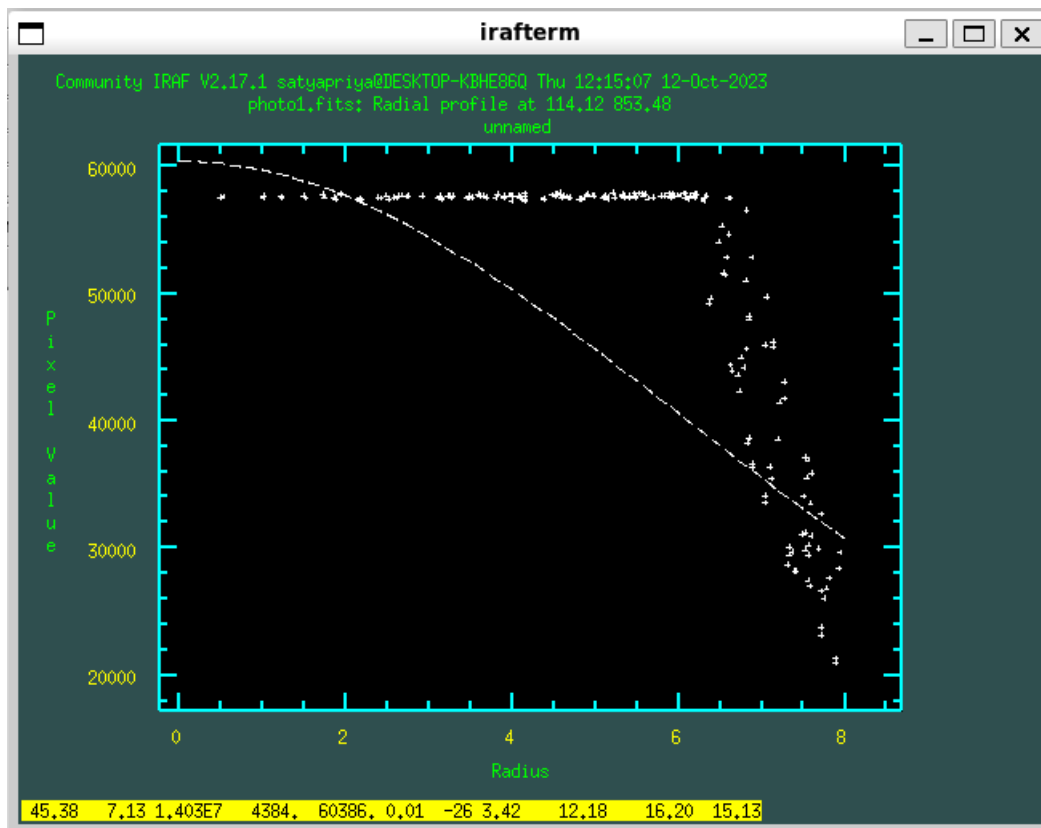 irafterm
Community IRAF V2.17.1 satyapriya@DESKTOP-KBHE86Q Thu 12:15:07 12-Oct-2023
photo1.fits: Radial profile at 114.12 853.48
unnamed
60000
50000
40000
30000
20000
Pixel Value
0 2 4 6 8
Radius
45.38 7.13 1.403E7 4384. 60386. 0.01 -26 3.42 12.18 16.20 15.13